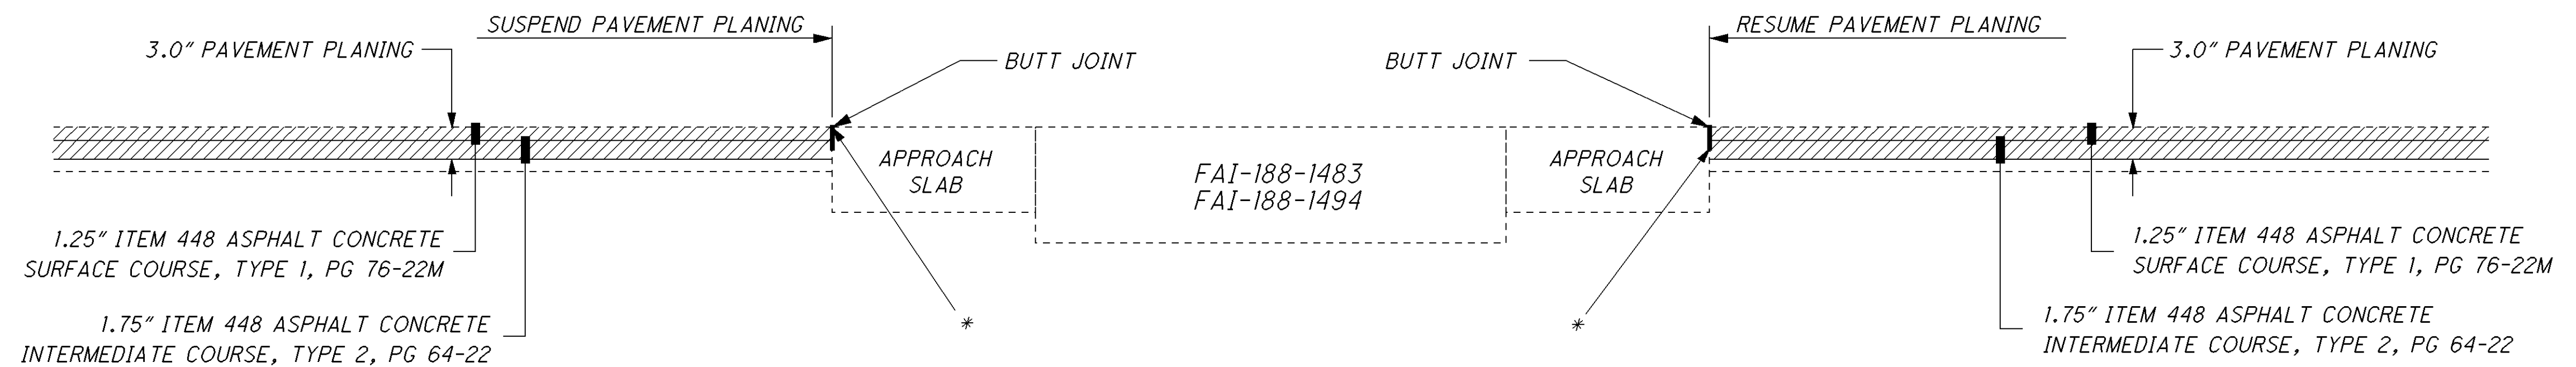 SUSPEND PAVEMENT PLANING
3.0" PAVEMENT PLANING
BUTT JOINT
BUTT JOINT
RESUME PAVEMENT PLANING
3.0" PAVEMENT PLANING
APPROACH
SLAB
FAI-188-1483
FAI-188-1494
APPROACH
SLAB
1.25" ITEM 448 ASPHALT CONCRETE
SURFACE COURSE, TYPE 1, PG 76-22M
1.75" ITEM 448 ASPHALT CONCRETE
INTERMEDIATE COURSE, TYPE 2, PG 64-22
*
*
1.25" ITEM 448 ASPHALT CONCRETE
SURFACE COURSE, TYPE 1, PG 76-22M
1.75" ITEM 448 ASPHALT CONCRETE
INTERMEDIATE COURSE, TYPE 2, PG 64-22